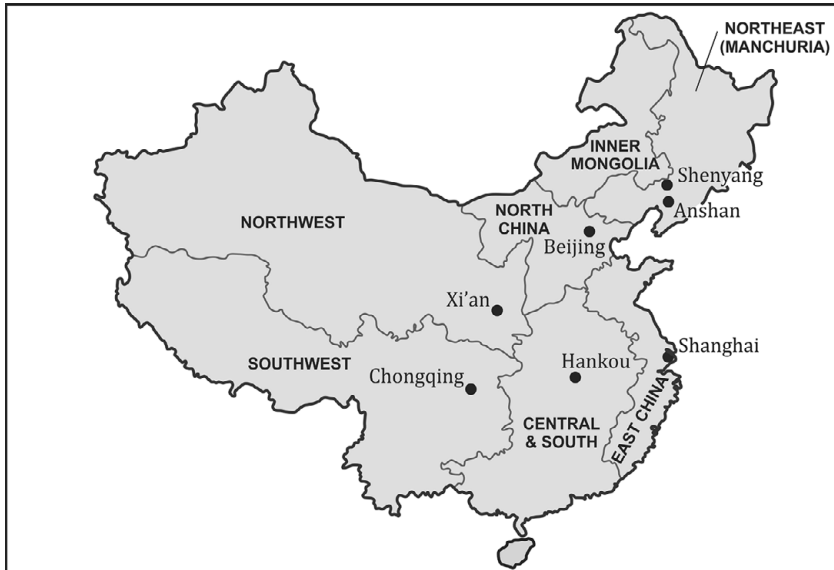 NORTHEAST
(MANCHURIA)
INNER
MONGOLIA
Shenyang
Anshan
NORTH
CHINA
Beijing
NORTHWEST
Xi’an
SOUTHWEST
Chongqing
Hankou
Shanghai
CENTRAL
& SOUTH
EAST CHINA